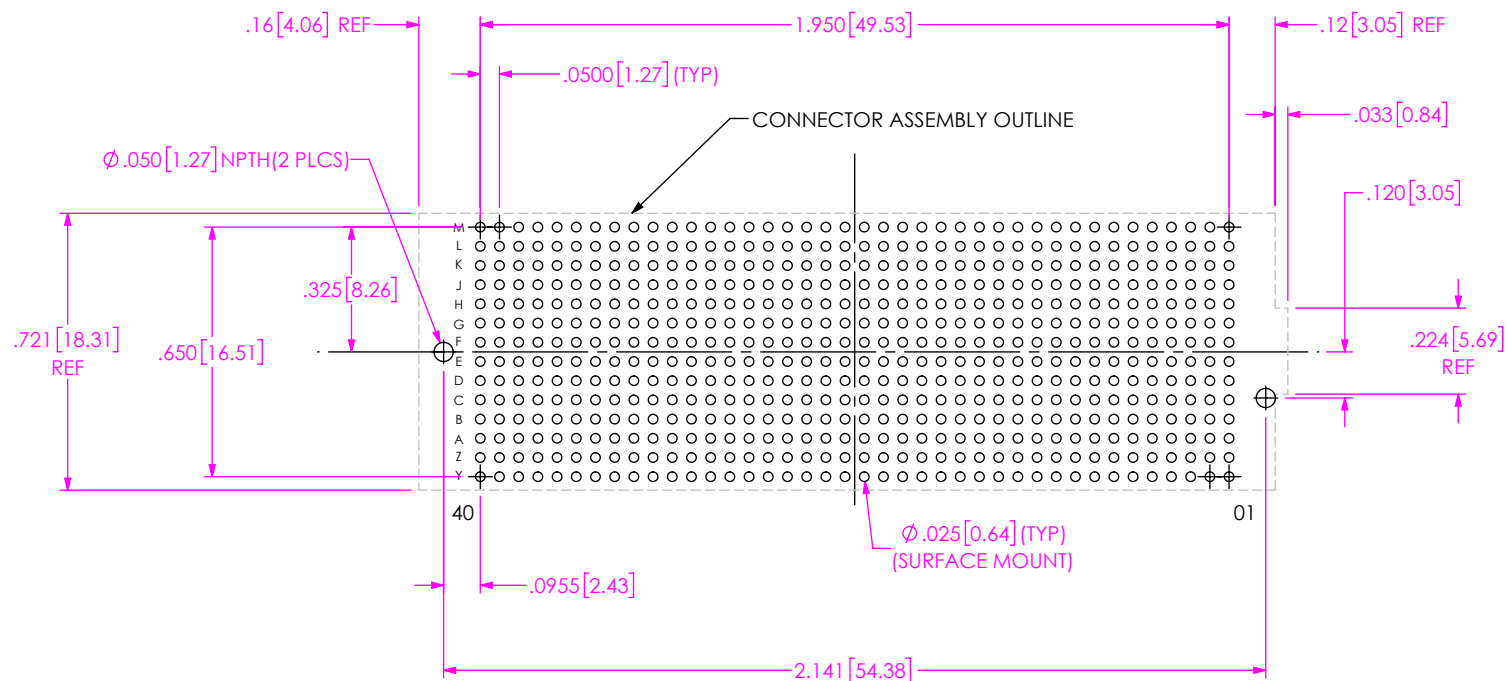 .16[4.06] REF
1.950[49.53]
.12[3.05] REF
.0500[1.27](TYP)
CONNECTOR ASSEMBLY OUTLINE
.033[0.84]
Ø.050[1.27]NPTH(2 PLCS)
.120[3.05]
M
L
K
J
H
G
F
E
D
C
B
A
Z
Y
.325[8.26]
.721[18.31]
REF
.650[16.51]
.224[5.69]
REF
40
01
Ø.025[0.64](TYP)
(SURFACE MOUNT)
.0955[2.43]
2.141[54.38]